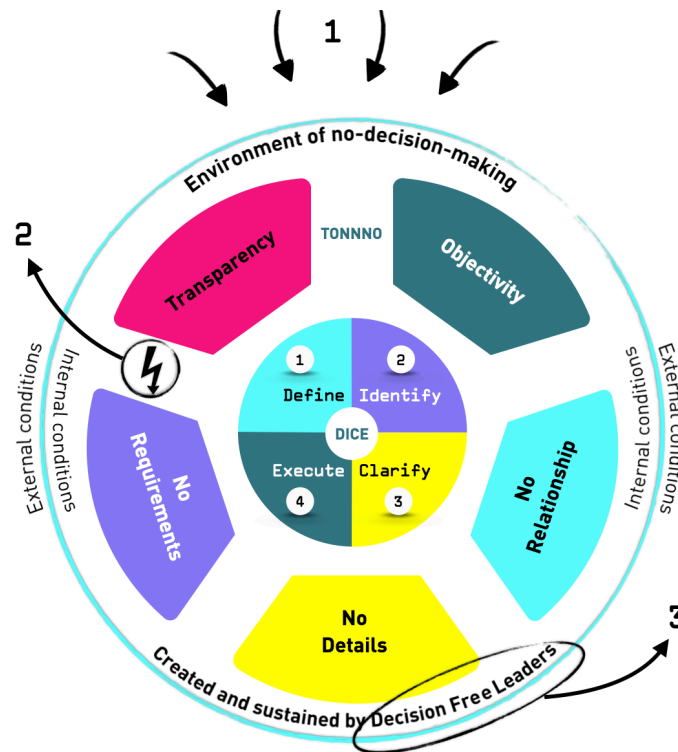 1
Environment of no-decision-making
TONNNO
Transparency
Objectivity
2
External conditions
Internal conditions
External conditions
Internal conditions
1
Define
2
Identify
DICE
Execute
4
Clarify
3
No
Requirements
No
Relationship
No
Details
3
Created and sustained by Decision Free Leaders